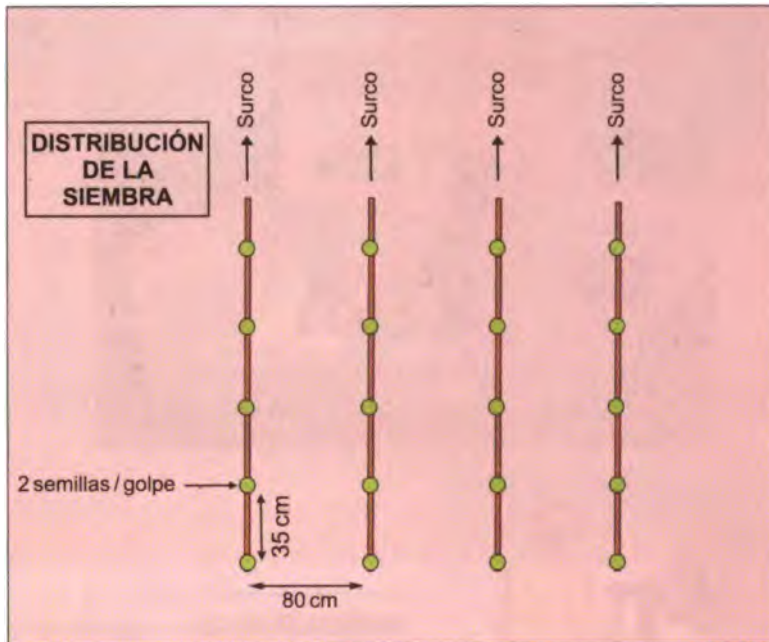 Surco
Surco
Surco
Surco
DISTRIBUCIÓN
DE LA
SIEMBRA
2 semillas / golpe
35 cm
80 cm